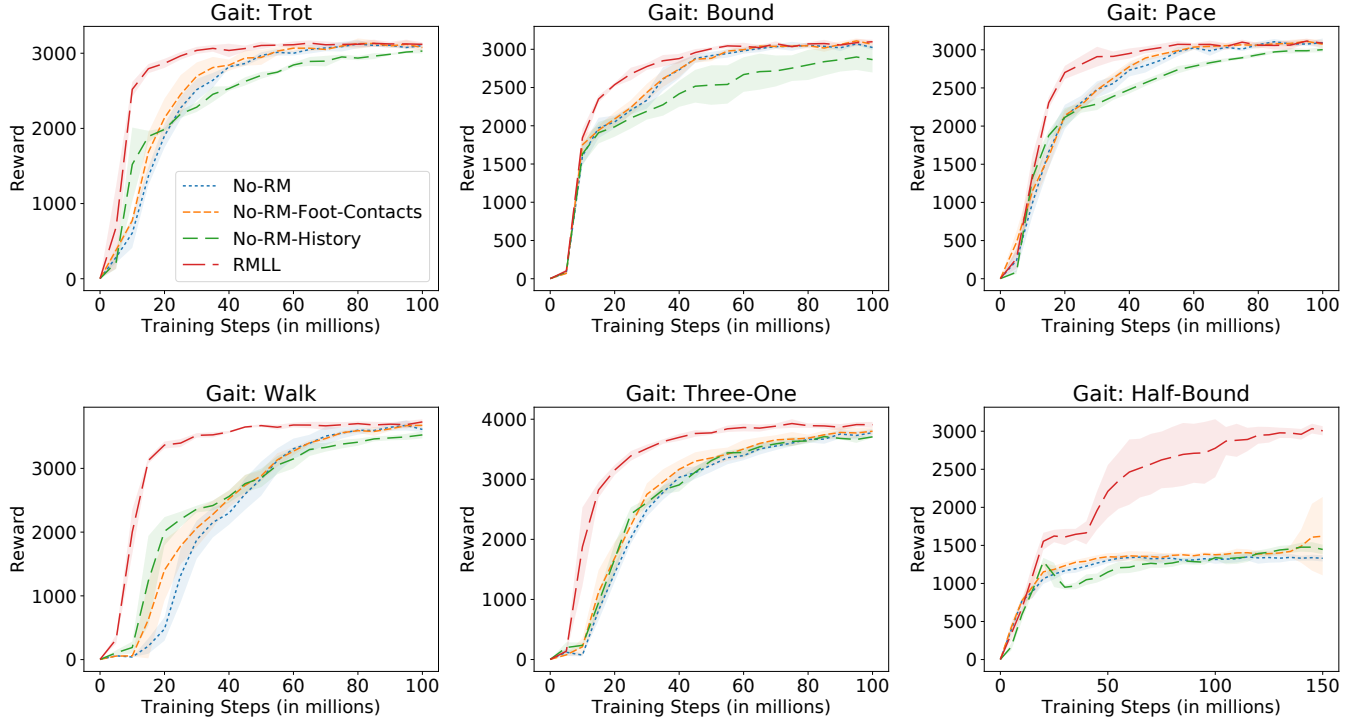 Gait: Trot
Reward
3000
2000
1000
0
No-RM
No-RM-Foot-Contacts
No-RM-History
RMLL
0 20 40 60 80 100
Training Steps (in millions)
Gait: Bound
Reward
3500
3000
2500
2000
1500
1000
500
0
0 20 40 60 80 100
Training Steps (in millions)
Gait: Pace
Reward
3500
3000
2500
2000
1500
1000
500
0
0 20 40 60 80 100
Training Steps (in millions)
Gait: Walk
Reward
3000
2000
1000
0
0 20 40 60 80 100
Training Steps (in millions)
Gait: Three-One
Reward
4000
3000
2000
1000
0
0 20 40 60 80 100
Training Steps (in millions)
Gait: Half-Bound
Reward
3000
2500
2000
1500
1000
500
0
0 50 100 150
Training Steps (in millions)